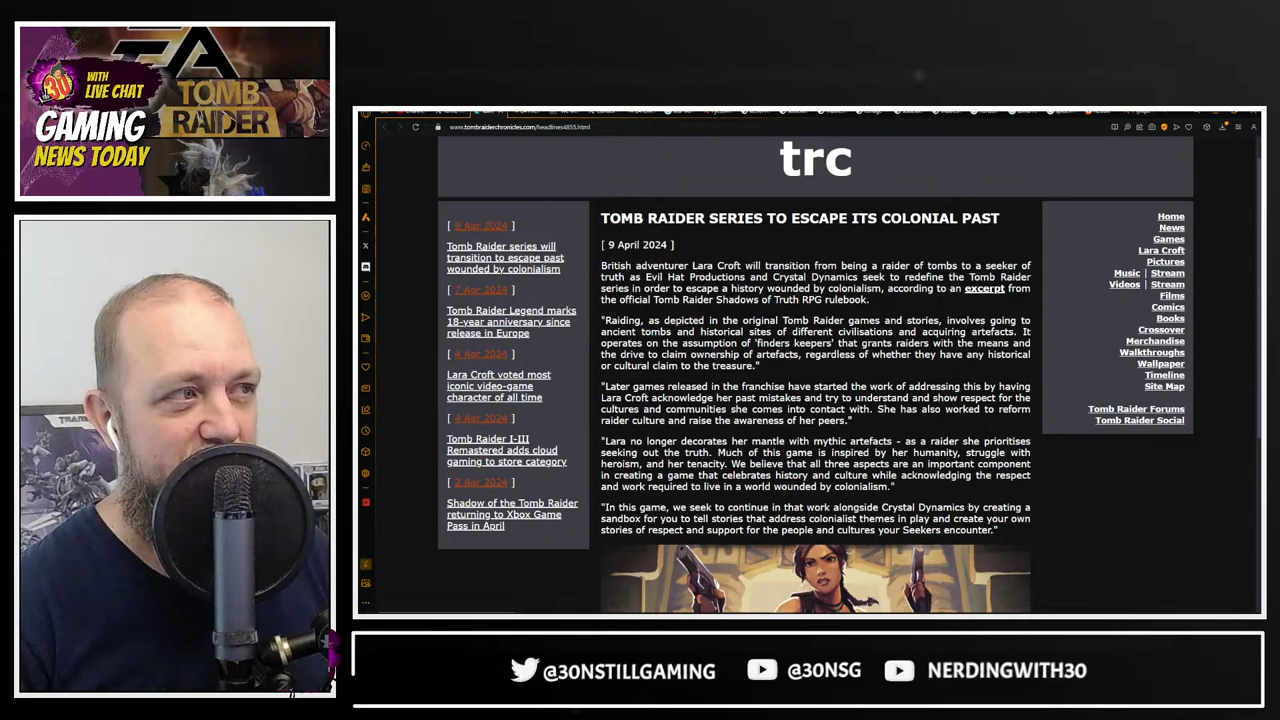 EA
30
WITH
LIVE CHAT
GAMING
NEWS TODAY
TOMB
RAIDER
www.tombraiderchronicles.com/headlines4855.html
trc
[ 9 Apr 2024 ]
Tomb Raider series will
transition to escape past
wounded by colonialism
[ 7 Apr 2024 ]
Tomb Raider Legend marks
18-year anniversary since
release in Europe
[ 4 Apr 2024 ]
Lara Croft voted most
iconic video-game
character of all time
[ 4 Apr 2024 ]
Tomb Raider I-III
Remastered adds cloud
gaming to store category
[ 2 Apr 2024 ]
Shadow of the Tomb Raider
returning to Xbox Game
Pass in April
TOMB RAIDER SERIES TO ESCAPE ITS COLONIAL PAST
[ 9 April 2024 ]
British adventurer Lara Croft will transition from being a raider of tombs to a seeker of
truth as Evil Hat Productions and Crystal Dynamics seek to redefine the Tomb Raider
series in order to escape a history wounded by colonialism, according to an excerpt from
the official Tomb Raider Shadows of Truth RPG rulebook.
"Raiding, as depicted in the original Tomb Raider games and stories, involves going to
ancient tombs and historical sites of different civilisations and acquiring artefacts. It
operates on the assumption of 'finders keepers' that grants raiders with the means and
the drive to claim ownership of artefacts, regardless of whether they have any historical
or cultural claim to the treasure."
"Later games released in the franchise have started the work of addressing this by having
Lara Croft acknowledge her past mistakes and try to understand and show respect for the
cultures and communities she comes into contact with. She has also worked to reform
raider culture and raise the awareness of her peers."
"Lara no longer decorates her mantle with mythic artefacts - as a raider she prioritises
seeking out the truth. Much of this game is inspired by her humanity, struggle with
heroism, and her tenacity. We believe that all three aspects are an important component
in creating a game that celebrates history and culture while acknowledging the respect
and work required to live in a world wounded by colonialism."
"In this game, we seek to continue in that work alongside Crystal Dynamics by creating a
sandbox for you to tell stories that address colonialist themes in play and create your own
stories of respect and support for the people and cultures your Seekers encounter."
Home
News
Games
Lara Croft
Pictures
Music | Stream
Videos | Stream
Films
Comics
Books
Crossover
Merchandise
Walkthroughs
Wallpaper
Timeline
Site Map
Tomb Raider Forums
Tomb Raider Social
@30NSTILLGAMING
@30NSG
NERDINGWITH30